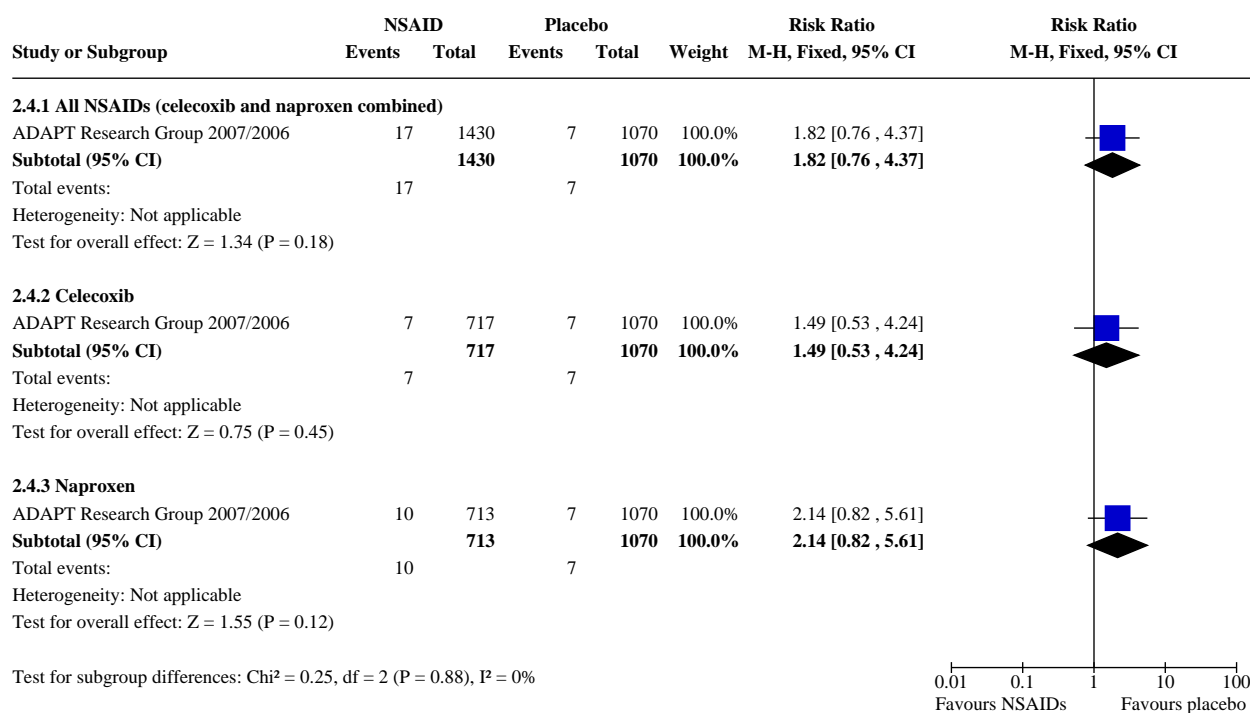 NSAID Placebo Risk Ratio Risk Ratio
Study or Subgroup Events Total Events Total Weight M-H, Fixed, 95% CI M-H, Fixed, 95% CI
2.4.1 All NSAIDs (celecoxib and naproxen combined)
ADAPT Research Group 2007/2006 17 1430 7 1070 100.0% 1.82 [0.76 , 4.37]
Subtotal (95% CI) 1430 1070 100.0% 1.82 [0.76 , 4.37]
Total events: 17 7
Heterogeneity: Not applicable
Test for overall effect: Z = 1.34 (P = 0.18)
2.4.2 Celecoxib
ADAPT Research Group 2007/2006 7 717 7 1070 100.0% 1.49 [0.53 , 4.24]
Subtotal (95% CI) 717 1070 100.0% 1.49 [0.53 , 4.24]
Total events: 7 7
Heterogeneity: Not applicable
Test for overall effect: Z = 0.75 (P = 0.45)
2.4.3 Naproxen
ADAPT Research Group 2007/2006 10 713 7 1070 100.0% 2.14 [0.82 , 5.61]
Subtotal (95% CI) 713 1070 100.0% 2.14 [0.82 , 5.61]
Total events: 10 7
Heterogeneity: Not applicable
Test for overall effect: Z = 1.55 (P = 0.12)
Test for subgroup differences: Chi² = 0.25, df = 2 (P = 0.88), I² = 0%
0.01 0.1 1 10 100
Favours NSAIDs Favours placebo